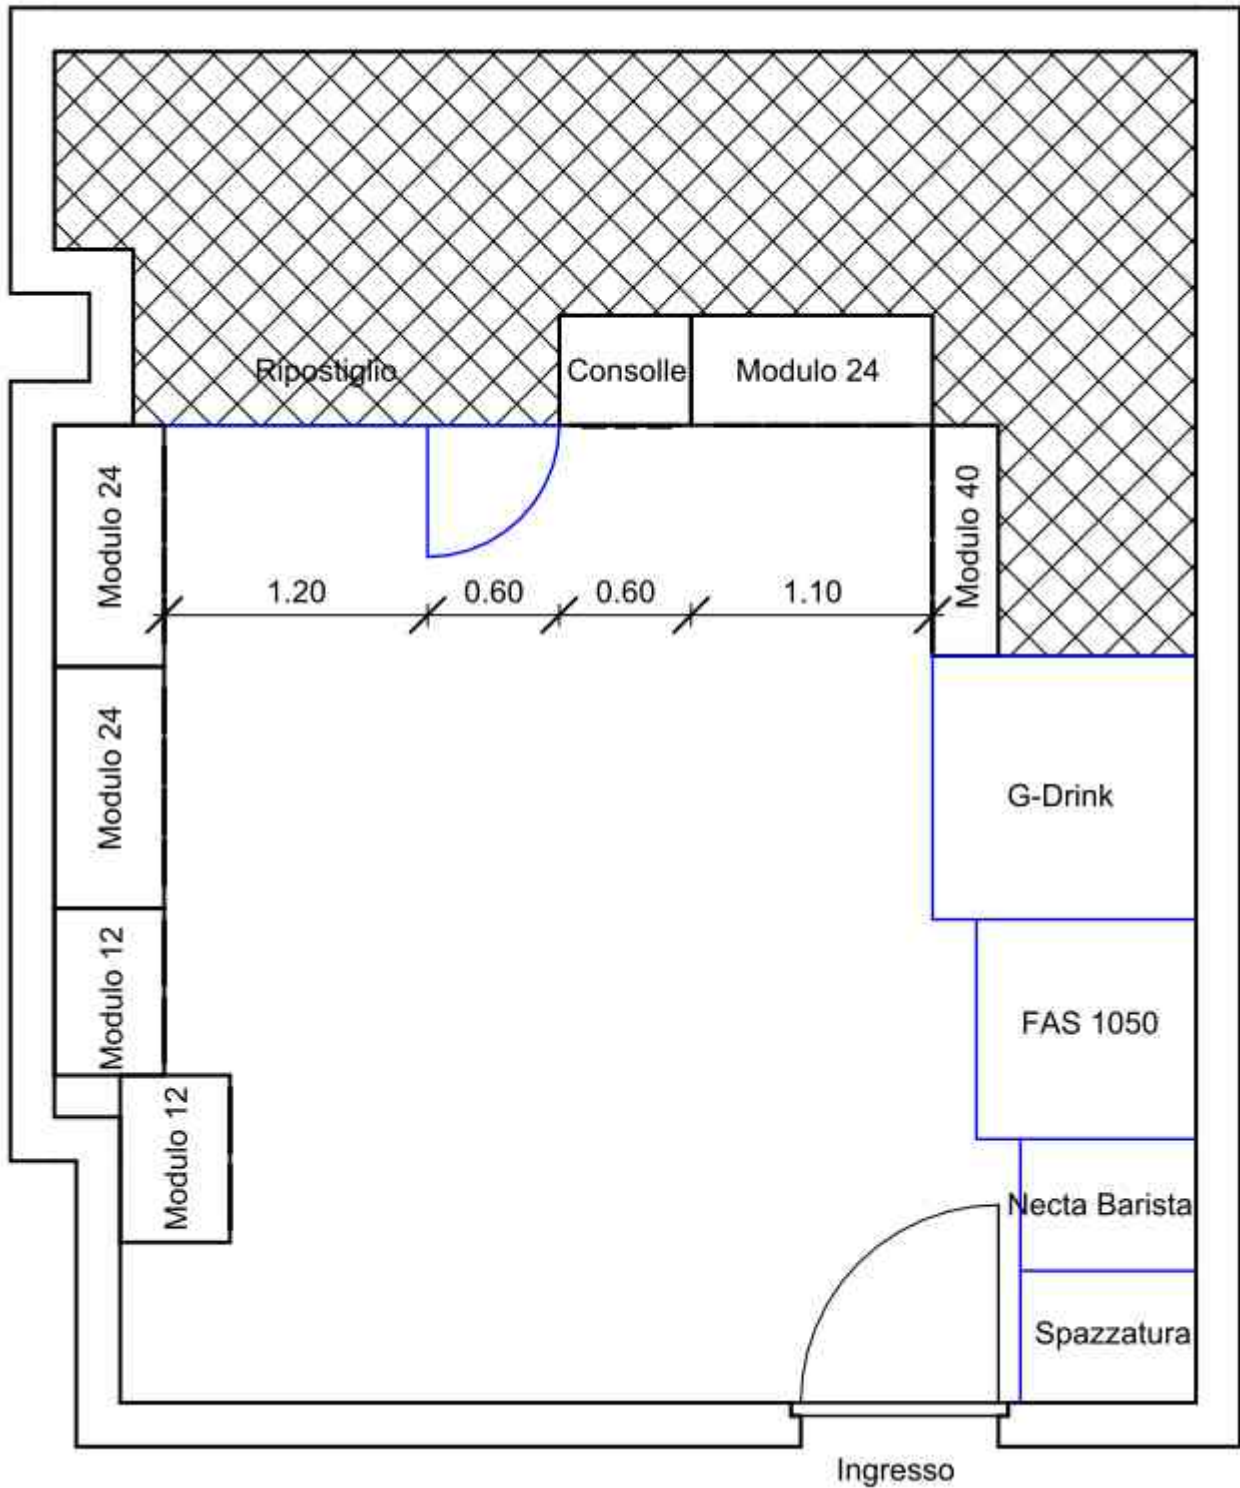 Ripostiglio
Consolle
Modulo 24
Modulo 24
Modulo 40
1.20
0.60
0.60
1.10
Modulo 24
G-Drink
Modulo 12
FAS 1050
Modulo 12
Necta Barista
Spazzatura
Ingresso